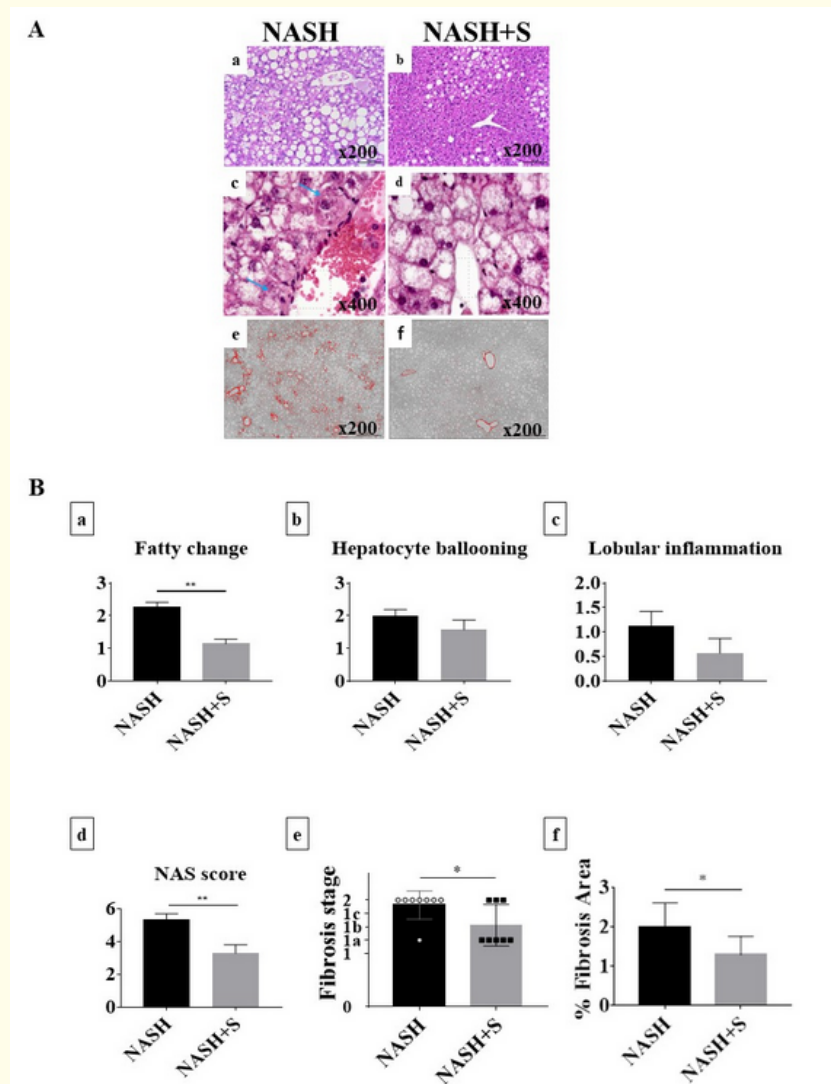 A
NASH NASH+S
a b
x200 x200
c d
x400 x400
e f
x200 x200
B
a b c
Fatty change Hepatocyte ballooning Lobular inflammation
**
3
2
1
0
NASH
NASH+S
3
2
1
0
NASH
NASH+S
2.0
1.5
1.0
0.5
0.0
NASH
NASH+S
d e f
NAS score
**
6
4
2
0
NASH
NASH+S
Fibrosis stage
*
2
1c
1b
1a
1
0
NASH
NASH+S
% Fibrosis Area
*
3
2
1
0
NASH
NASH+S